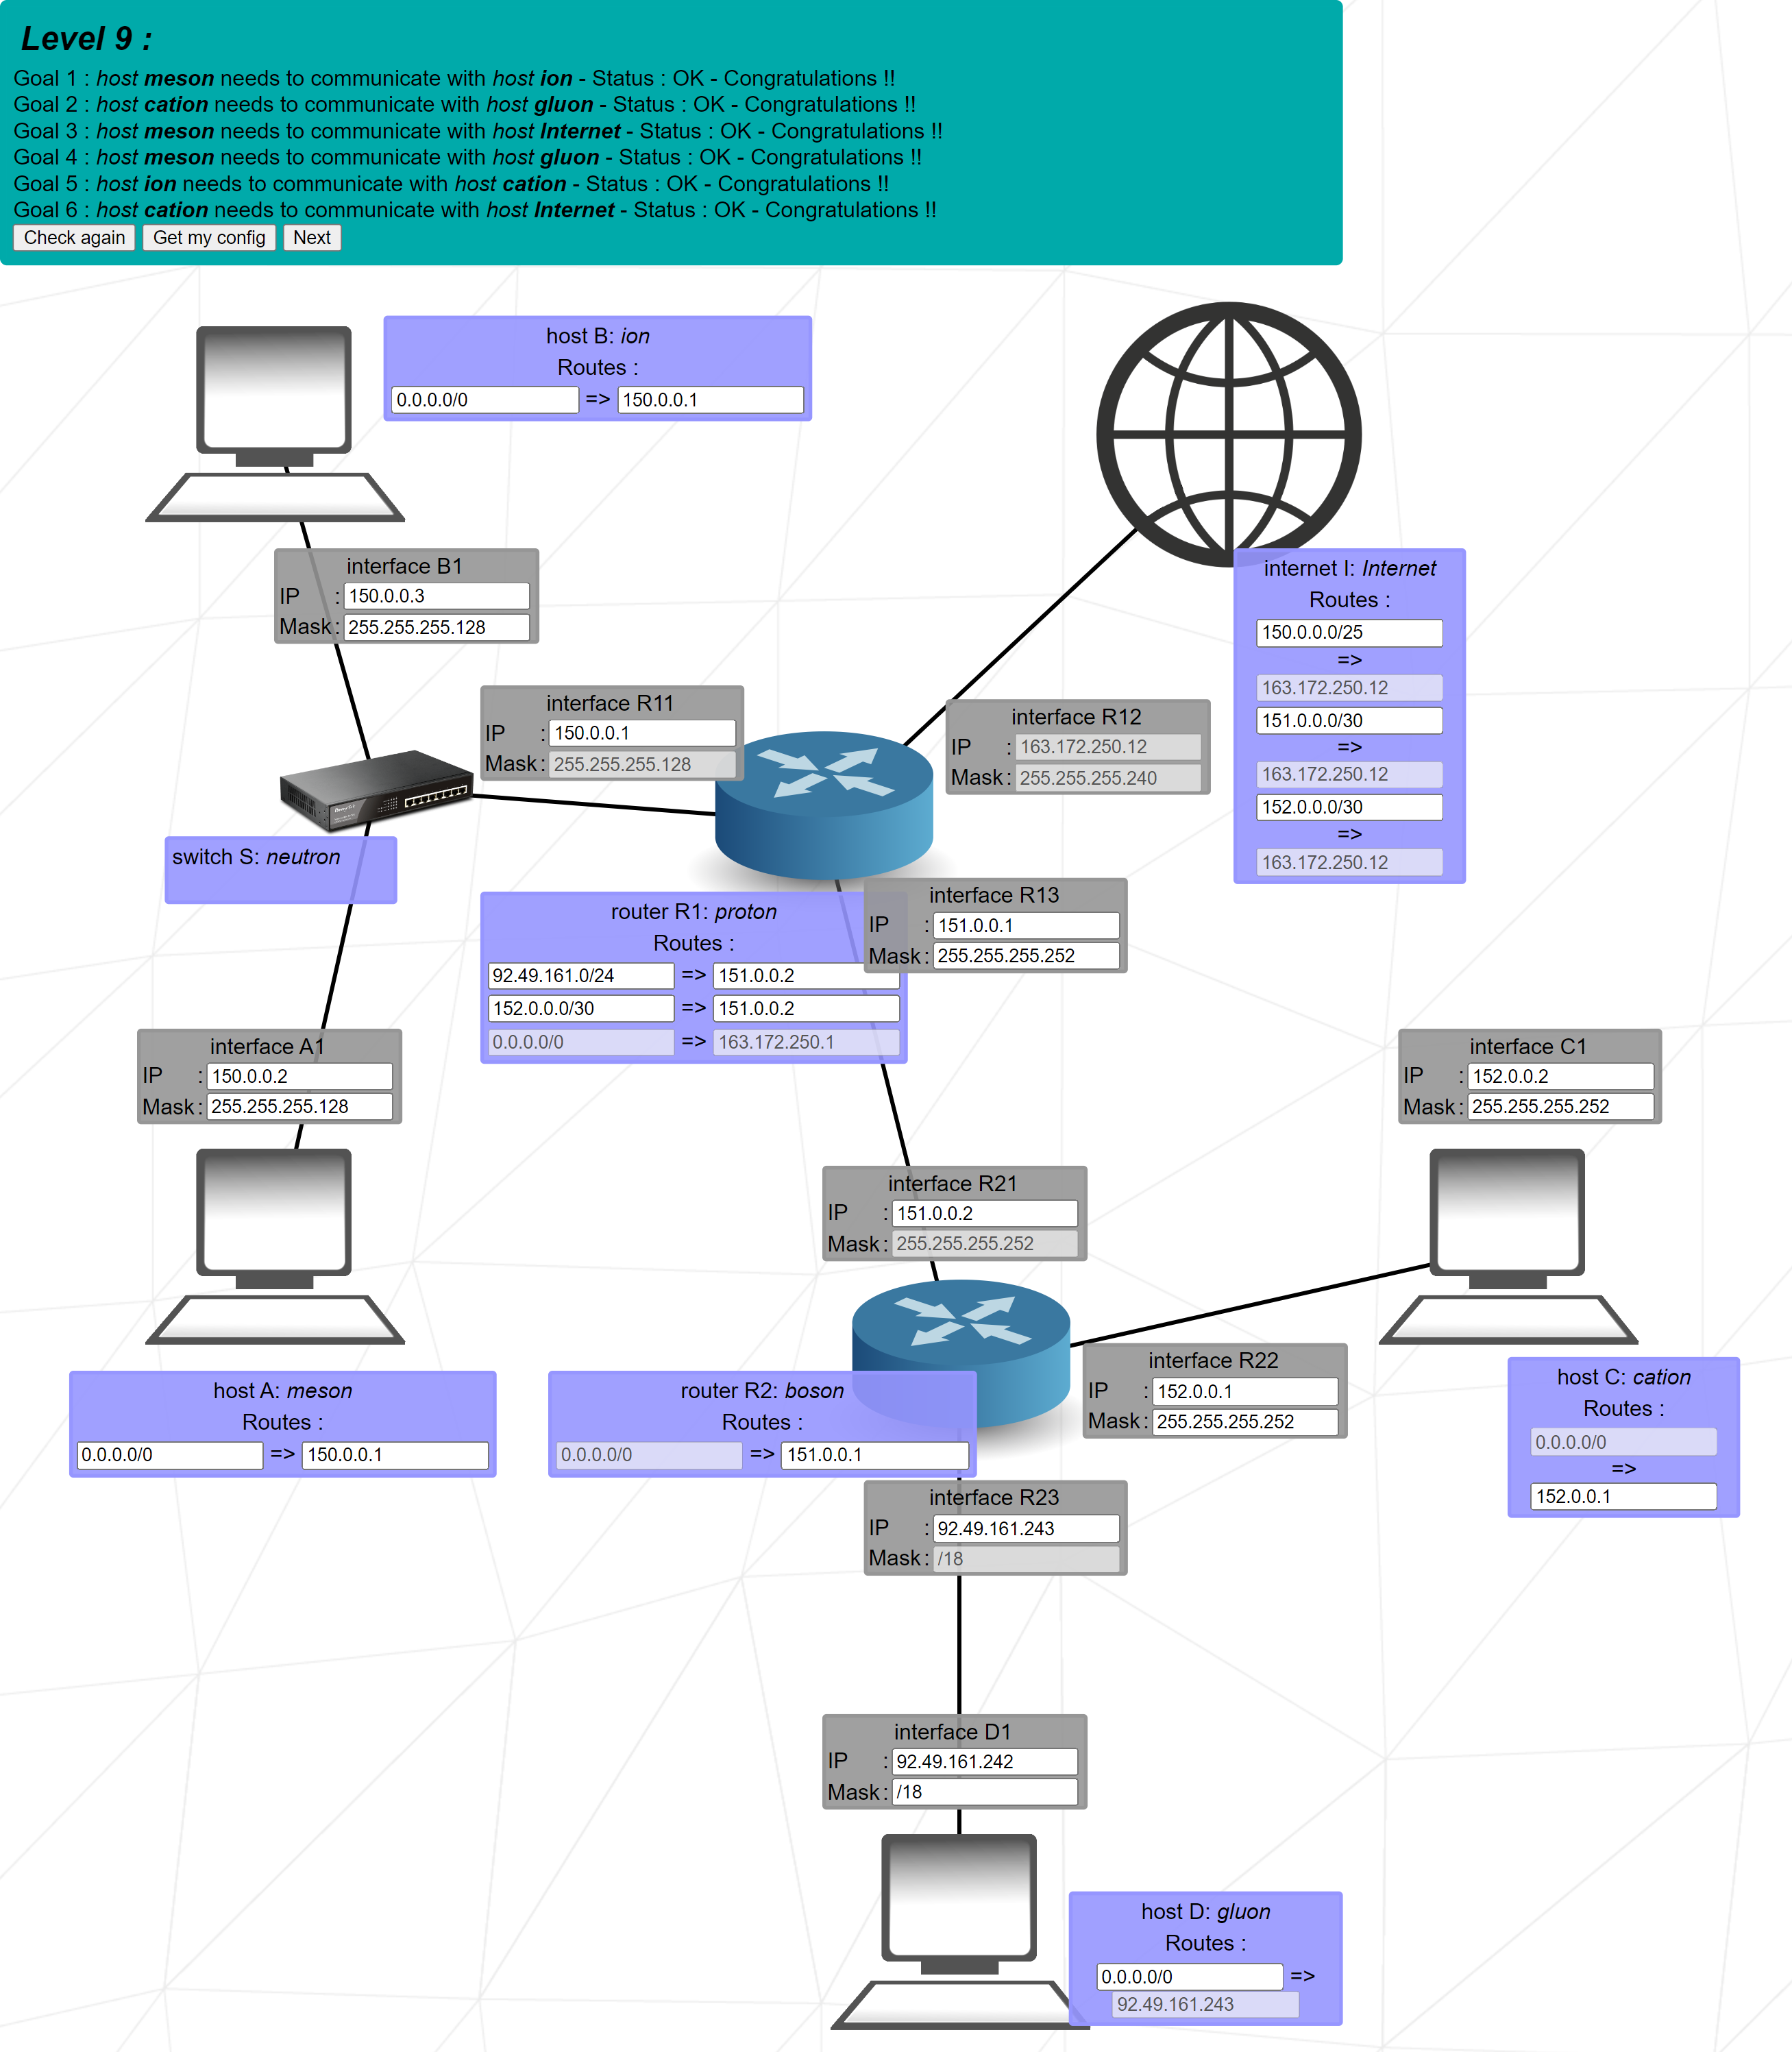 Level 9 :
Goal 1 : host meson needs to communicate with host ion - Status : OK - Congratulations !!
Goal 2 : host cation needs to communicate with host gluon - Status : OK - Congratulations !!
Goal 3 : host meson needs to communicate with host Internet - Status : OK - Congratulations !!
Goal 4 : host meson needs to communicate with host gluon - Status : OK - Congratulations !!
Goal 5 : host ion needs to communicate with host cation - Status : OK - Congratulations !!
Goal 6 : host cation needs to communicate with host Internet - Status : OK - Congratulations !!
Check again Get my config Next
host B: ion
Routes :
0.0.0.0/0 => 150.0.0.1
interface B1
IP : 150.0.0.3
Mask : 255.255.255.128
internet I: Internet
Routes :
150.0.0.0/25
=>
163.172.250.12
151.0.0.0/30
=>
163.172.250.12
152.0.0.0/30
=>
163.172.250.12
interface R11
IP : 150.0.0.1
Mask : 255.255.255.128
interface R12
IP : 163.172.250.12
Mask : 255.255.255.240
switch S: neutron
interface R13
IP : 151.0.0.1
Mask : 255.255.255.252
router R1: proton
Routes :
92.49.161.0/24 => 151.0.0.2
152.0.0.0/30 => 151.0.0.2
0.0.0.0/0 => 163.172.250.1
interface A1
IP : 150.0.0.2
Mask : 255.255.255.128
interface C1
IP : 152.0.0.2
Mask : 255.255.255.252
interface R21
IP : 151.0.0.2
Mask : 255.255.255.252
interface R22
IP : 152.0.0.1
Mask : 255.255.255.252
host A: meson
Routes :
0.0.0.0/0 => 150.0.0.1
router R2: boson
Routes :
0.0.0.0/0 => 151.0.0.1
host C: cation
Routes :
0.0.0.0/0
=>
152.0.0.1
interface R23
IP : 92.49.161.243
Mask : /18
interface D1
IP : 92.49.161.242
Mask : /18
host D: gluon
Routes :
0.0.0.0/0 =>
92.49.161.243